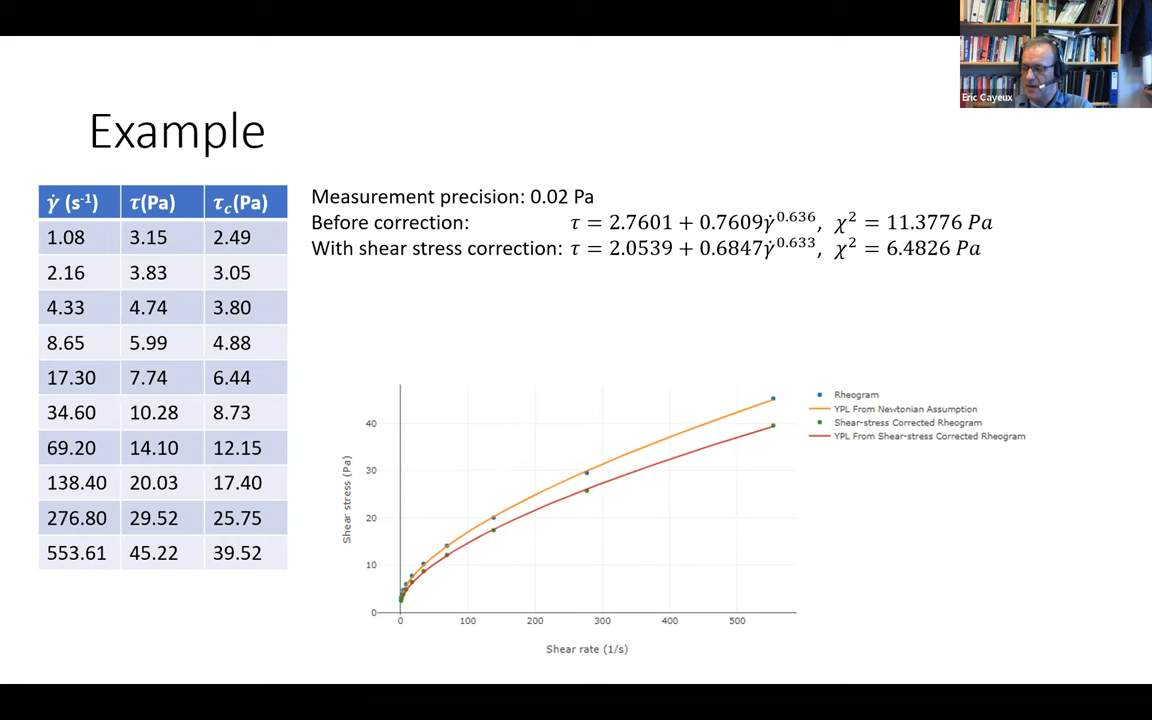 Eric Cayeux
Example
γ̇ (s-1) τ(Pa) τc(Pa)
1.08 3.15 2.49
2.16 3.83 3.05
4.33 4.74 3.80
8.65 5.99 4.88
17.30 7.74 6.44
34.60 10.28 8.73
69.20 14.10 12.15
138.40 20.03 17.40
276.80 29.52 25.75
553.61 45.22 39.52
Measurement precision: 0.02 Pa
Before correction: τ = 2.7601 + 0.7609γ̇^0.636, χ² = 11.3776 Pa
With shear stress correction: τ = 2.0539 + 0.6847γ̇^0.633, χ² = 6.4826 Pa
Rheogram
YPL From Newtonian Assumption
Shear-stress Corrected Rheogram
YPL From Shear-stress Corrected Rheogram
Shear stress (Pa)
40
30
20
10
0
0 100 200 300 400 500
Shear rate (1/s)